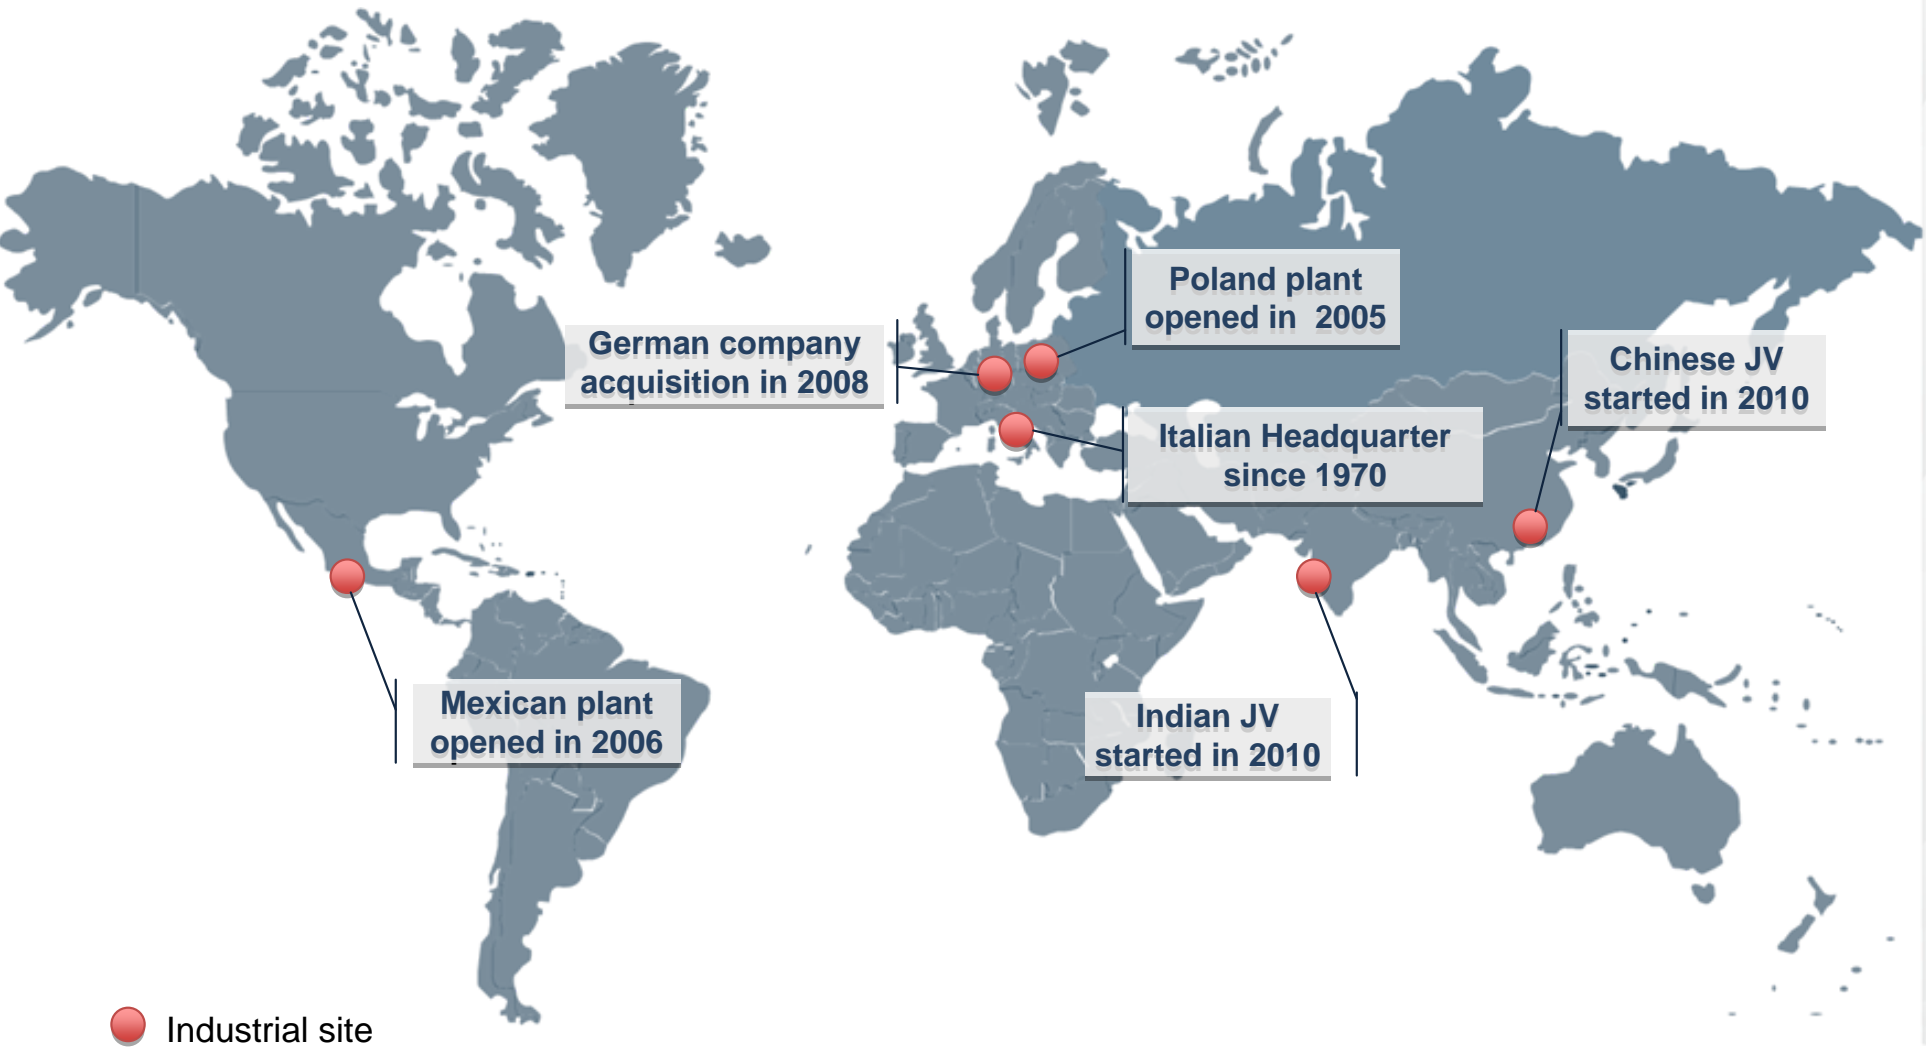 Poland plant
opened in  2005
German company
acquisition in 2008
Chinese JV
started in 2010
Italian Headquarter
since 1970
Mexican plant
opened in 2006
Indian JV
started in 2010
Industrial site